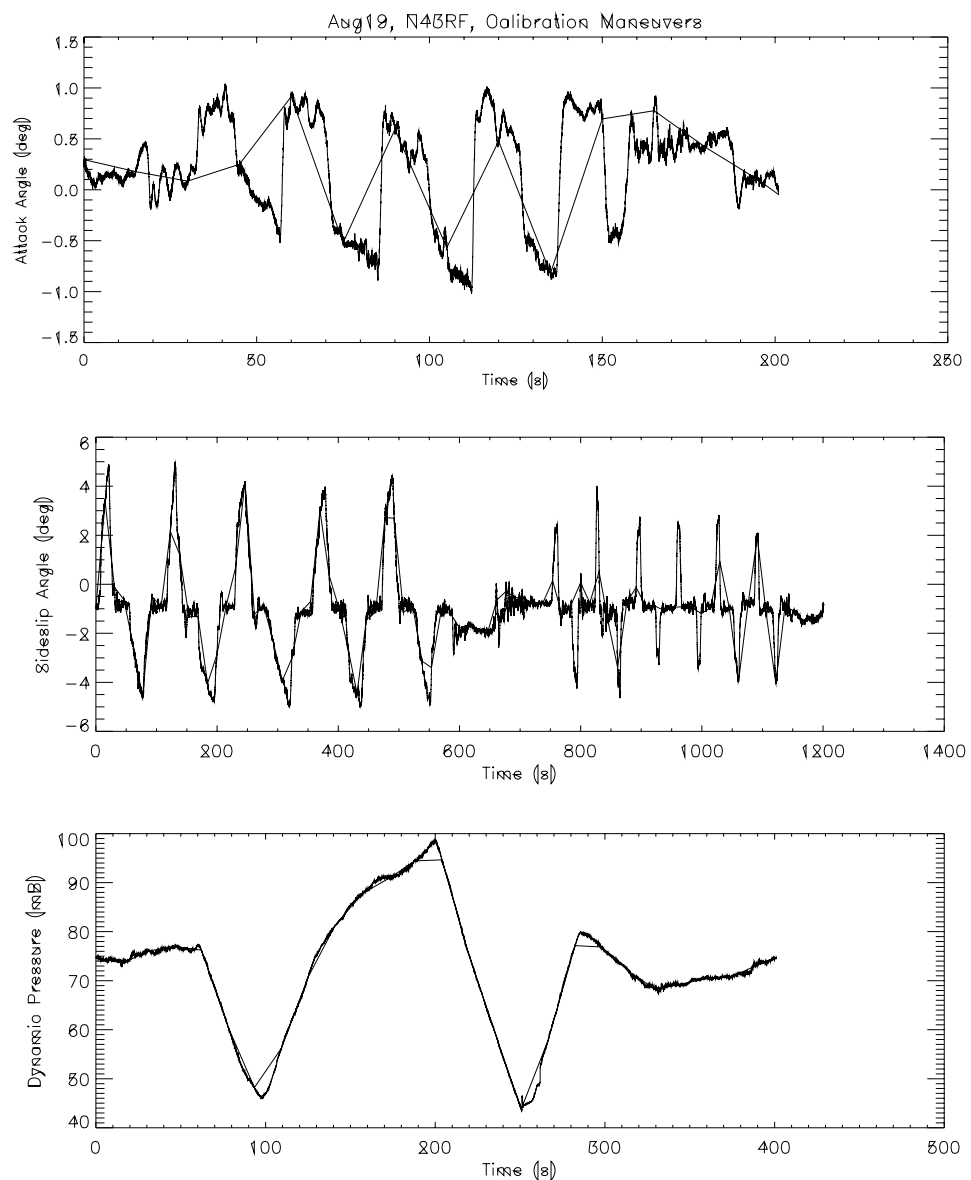 Aug19, N43RF, Calibration Maneuvers
1.5
1.0
0.5
0.0
-0.5
-1.0
-1.5
Attack Angle (deg)
0 50 100 150 200 250
Time (s)
6
4
2
0
-2
-4
-6
Sideslip Angle (deg)
0 200 400 600 800 1000 1200 1400
Time (s)
100
90
80
70
60
50
40
Dynamic Pressure (mB)
0 100 200 300 400 500
Time (s)